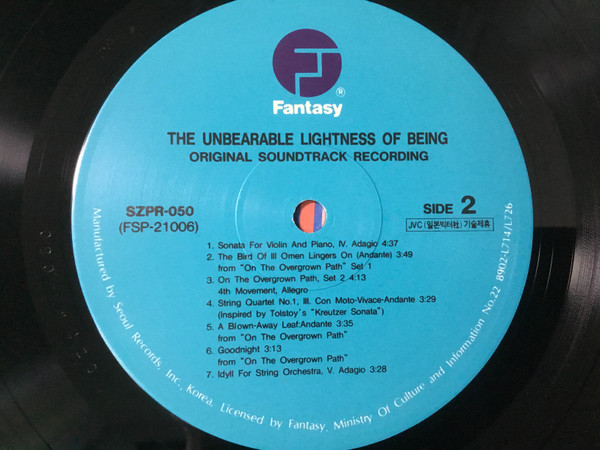 ®
Fantasy
THE UNBEARABLE LIGHTNESS OF BEING
ORIGINAL SOUNDTRACK RECORDING
SZPR-050
(FSP-21006)
SIDE 2
JVC (일본빅터社) 기술제휴
1. Sonata For Violin And Piano, IV. Adagio 4:37
2. The Bird Of Ill Omen Lingers On (Andante) 3:49
from "On The Overgrown Path" Set 1
3. On The Overgrown Path, Set 2 4:13
4th Movement, Allegro
4. String Quartet No.1, III. Con Moto-Vivace-Andante 3:29
(inspired by Tolstoy's "Kreutzer Sonata")
5. A Blown-Away Leaf:Andante 3:35
from "On The Overgrown Path"
6. Goodnight 3:13
from "On The Overgrown Path"
7. Idyll For String Orchestra, V. Adagio 3:28
Manufactured by Seoul Records, Inc., Korea. Licensed by Fantasy. Ministry Of Culture and Information No.22 8902-L714/L726